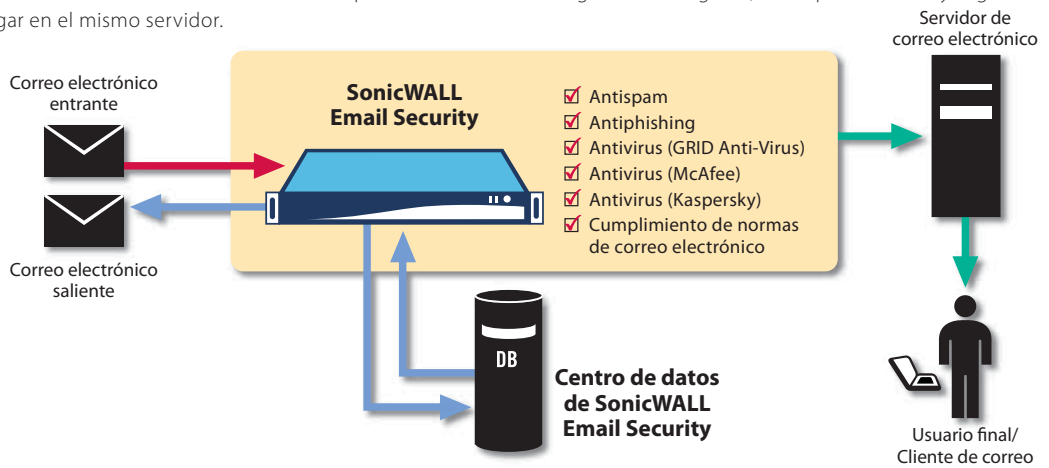 gar en el mismo servidor.
Servidor de
correo electrónico
Correo electrónico
entrante
SonicWALL
Email Security
Antispam
Antiphishing
Antivirus (GRID Anti-Virus)
Antivirus (McAfee)
Antivirus (Kaspersky)
Cumplimiento de normas
de correo electrónico
Correo electrónico
saliente
DB
Centro de datos
de SonicWALL
Email Security
Usuario final/
Cliente de correo